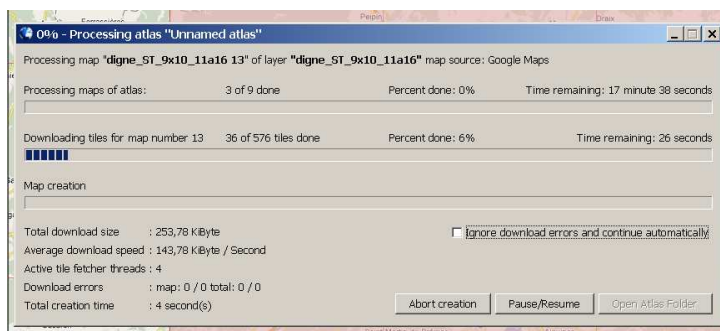 Peipin
Draix
0% - Processing atlas "Unnamed atlas"
Processing map "digne_ST_9x10_11a16 13" of layer "digne_ST_9x10_11a16" map source: Google Maps
Processing maps of atlas: 3 of 9 done Percent done: 0% Time remaining: 17 minute 38 seconds
Downloading tiles for map number 13 36 of 576 tiles done Percent done: 6% Time remaining: 26 seconds
Map creation
Total download size : 253,78 KiByte
Ignore download errors and continue automatically
Average download speed : 143,78 KiByte / Second
Active tile fetcher threads : 4
Download errors : map: 0 / 0 total: 0 / 0
Total creation time : 4 second(s)
Abort creation Pause/Resume Open Atlas Folder